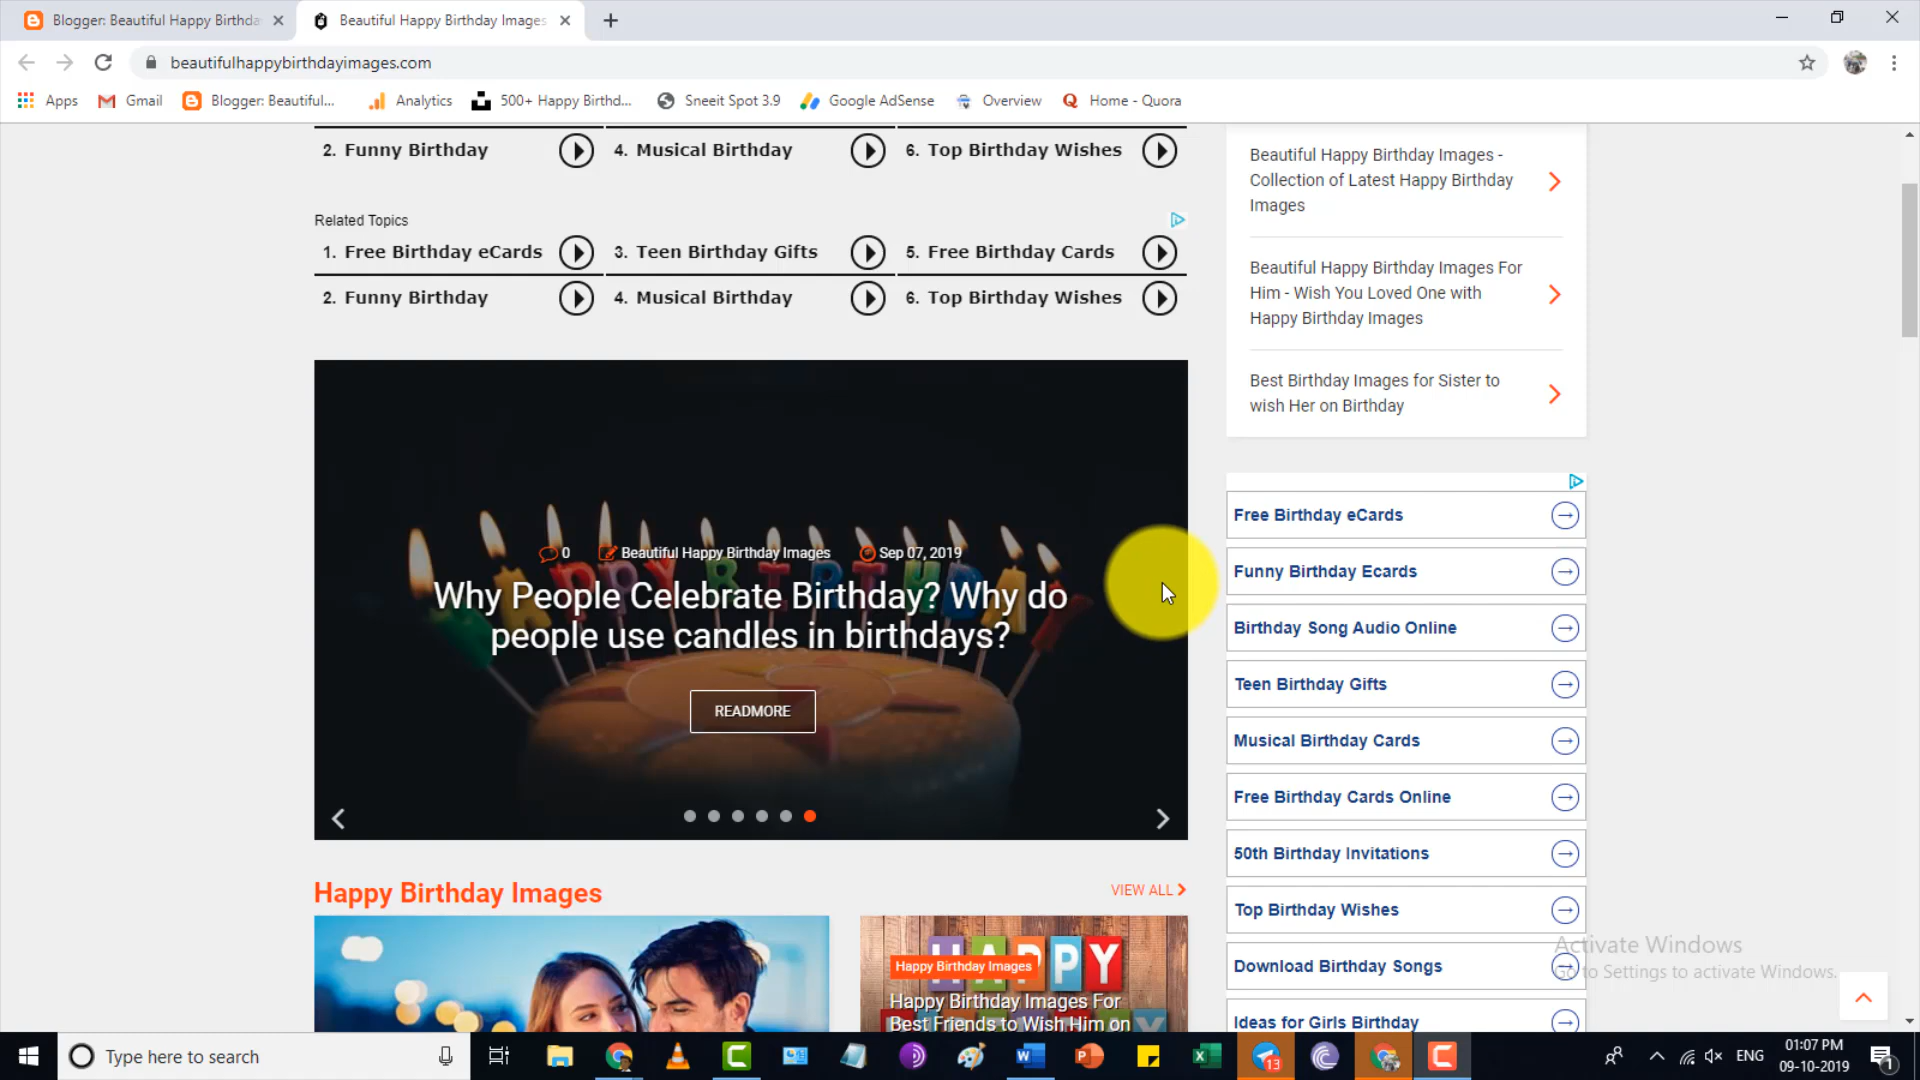 Blogger: Beautiful Happy Birthda
Beautiful Happy Birthday Images
beautifulhappybirthdayimages.com
Apps
Gmail
Blogger: Beautiful...
Analytics
500+ Happy Birthd...
Sneeit Spot 3.9
Google AdSense
Overview
Home - Quora
2. Funny Birthday
4. Musical Birthday
6. Top Birthday Wishes
Related Topics
1. Free Birthday eCards
3. Teen Birthday Gifts
5. Free Birthday Cards
2. Funny Birthday
4. Musical Birthday
6. Top Birthday Wishes
0
Beautiful Happy Birthday Images
Sep 07, 2019
Why People Celebrate Birthday? Why do
people use candles in birthdays?
READMORE
Happy Birthday Images
VIEW ALL
HAPPY
Happy Birthday Images
Happy Birthday Images For
Best Friends to Wish Him on
Beautiful Happy Birthday Images -
Collection of Latest Happy Birthday
Images
Beautiful Happy Birthday Images For
Him - Wish You Loved One with
Happy Birthday Images
Best Birthday Images for Sister to
wish Her on Birthday
Free Birthday eCards
Funny Birthday Ecards
Birthday Song Audio Online
Teen Birthday Gifts
Musical Birthday Cards
Free Birthday Cards Online
50th Birthday Invitations
Top Birthday Wishes
Download Birthday Songs
Ideas for Girls Birthday
Activate Windows
Go to Settings to activate Windows.
Type here to search
13
ENG
01:07 PM
09-10-2019
1